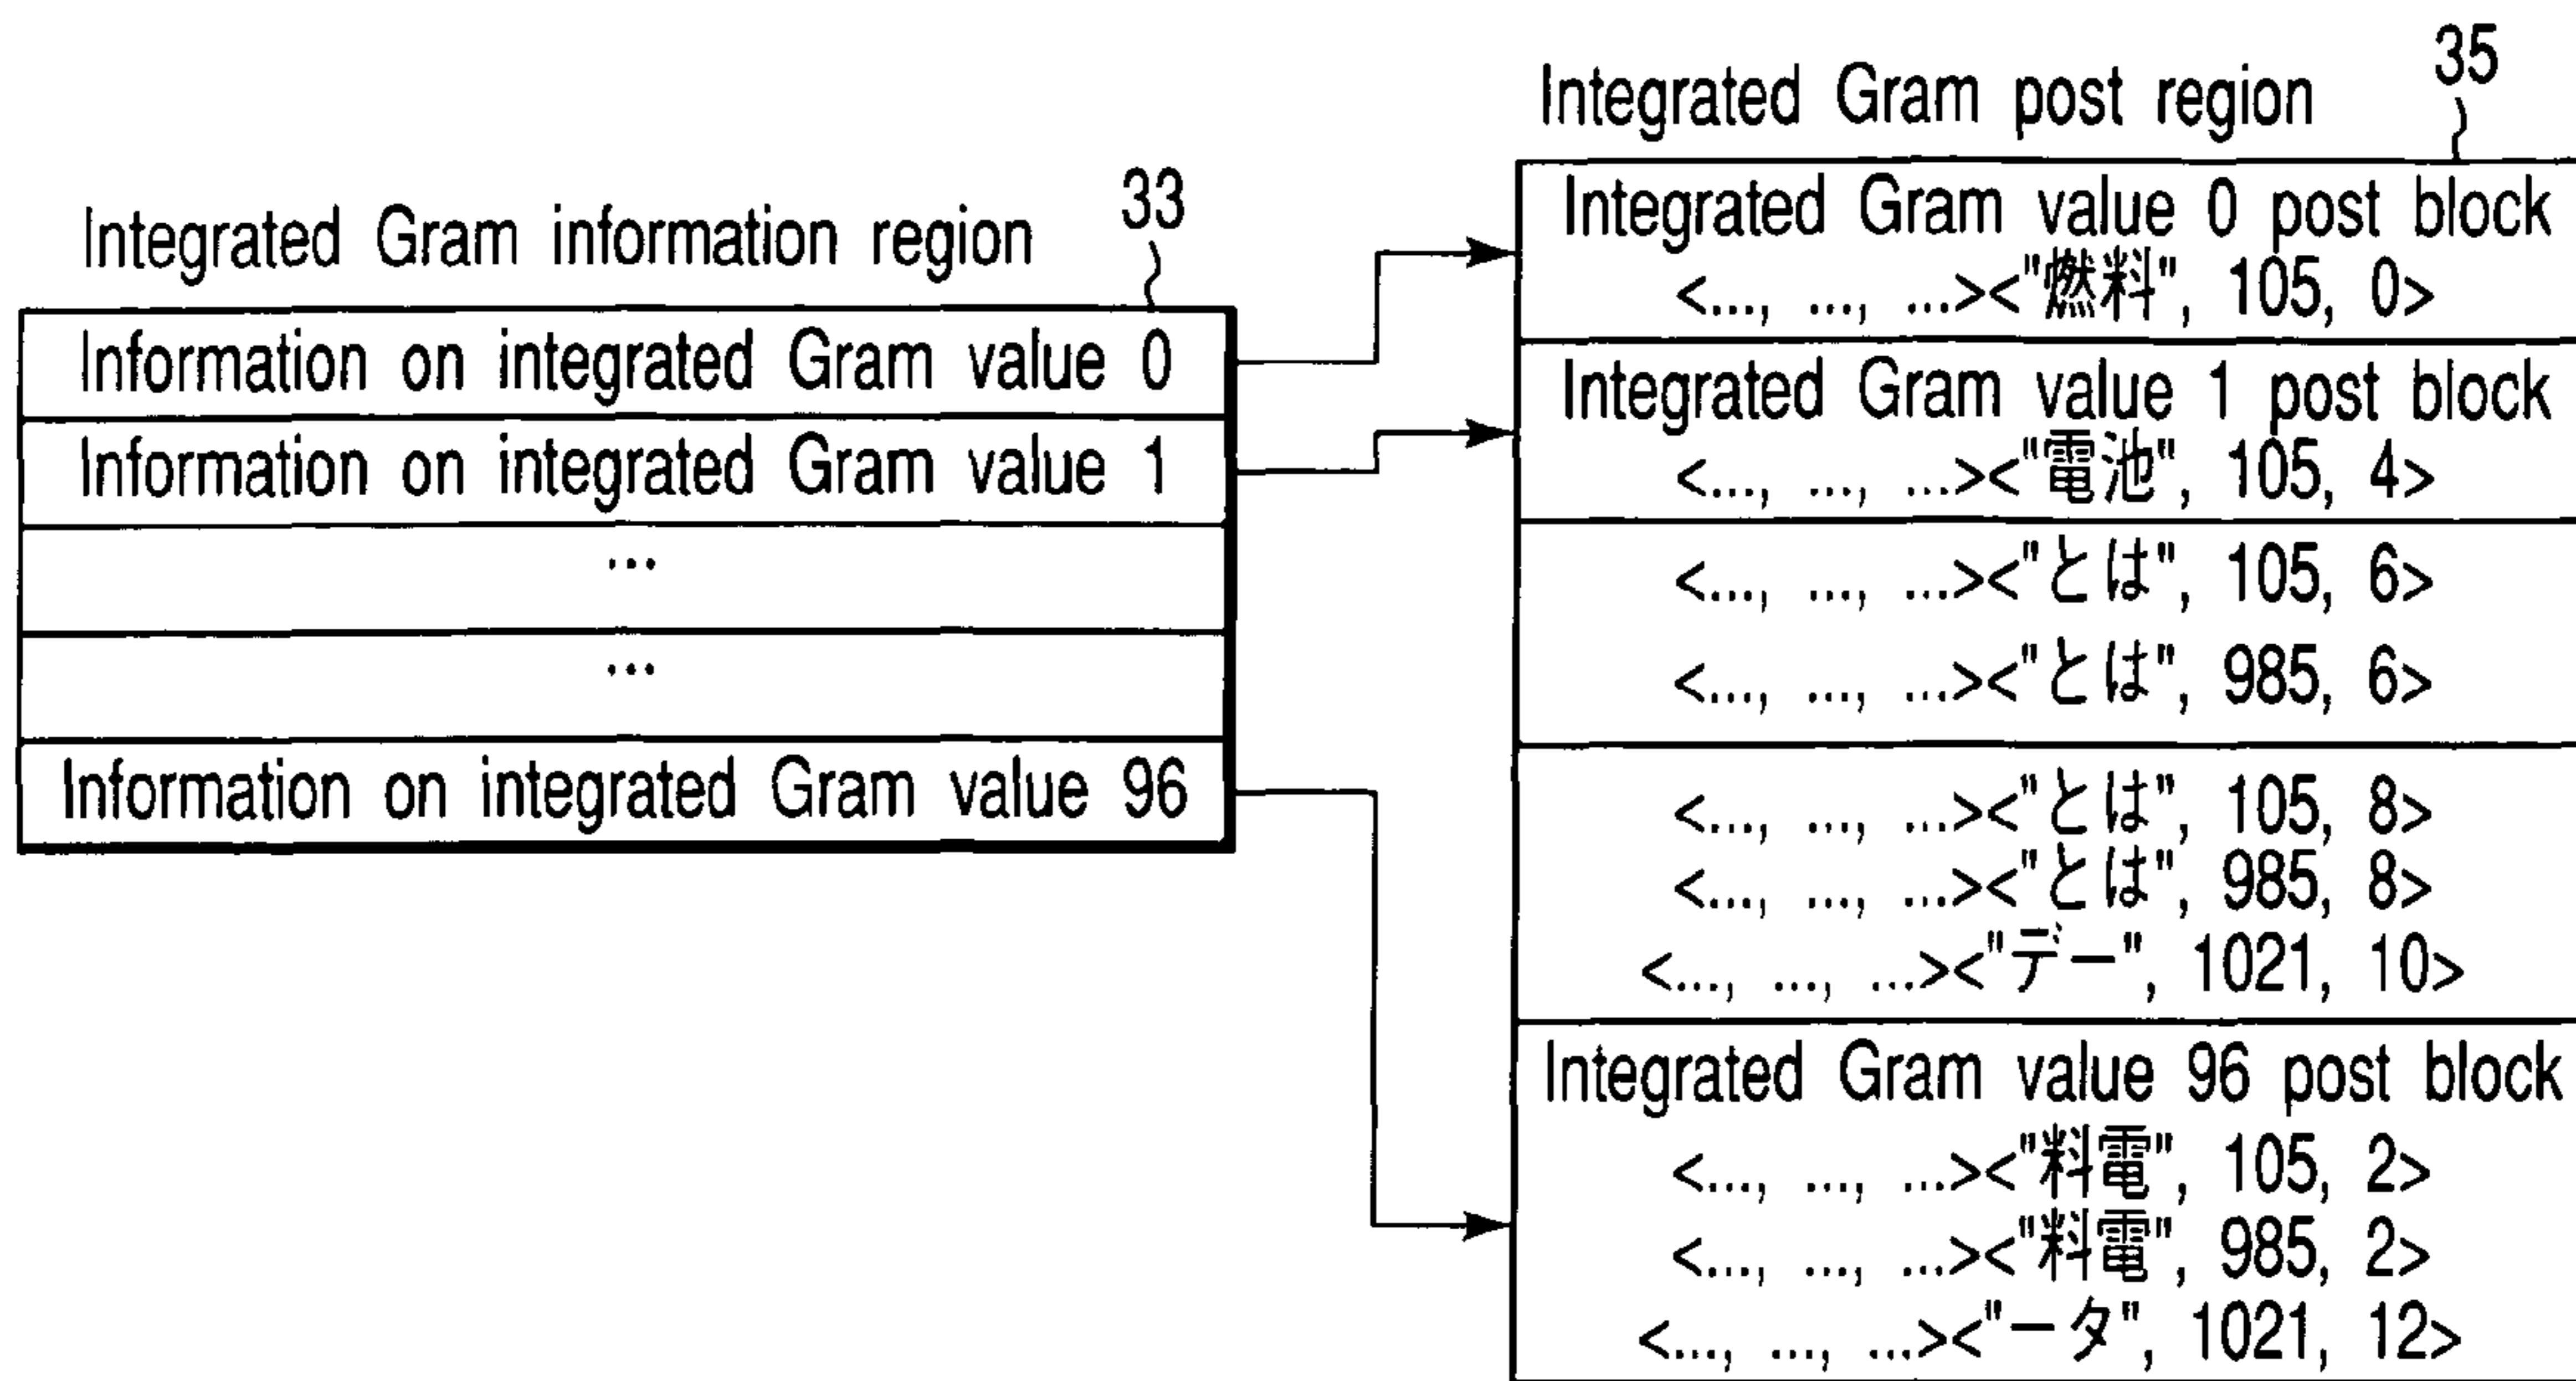 Integrated Gram information region
33
Information on integrated Gram value 0
Information on integrated Gram value 1
...
...
Information on integrated Gram value 96
Integrated Gram post region
35
Integrated Gram value 0 post block
<..., ..., ...><"燃料", 105, 0>
Integrated Gram value 1 post block
<..., ..., ...><"電池", 105, 4>
<..., ..., ...><"とは", 105, 6>
<..., ..., ...><"とは", 985, 6>
<..., ..., ...><"とは", 105, 8>
<..., ..., ...><"とは", 985, 8>
<..., ..., ...><"デー", 1021, 10>
Integrated Gram value 96 post block
<..., ..., ...><"料電", 105, 2>
<..., ..., ...><"料電", 985, 2>
<..., ..., ...><"ータ", 1021, 12>